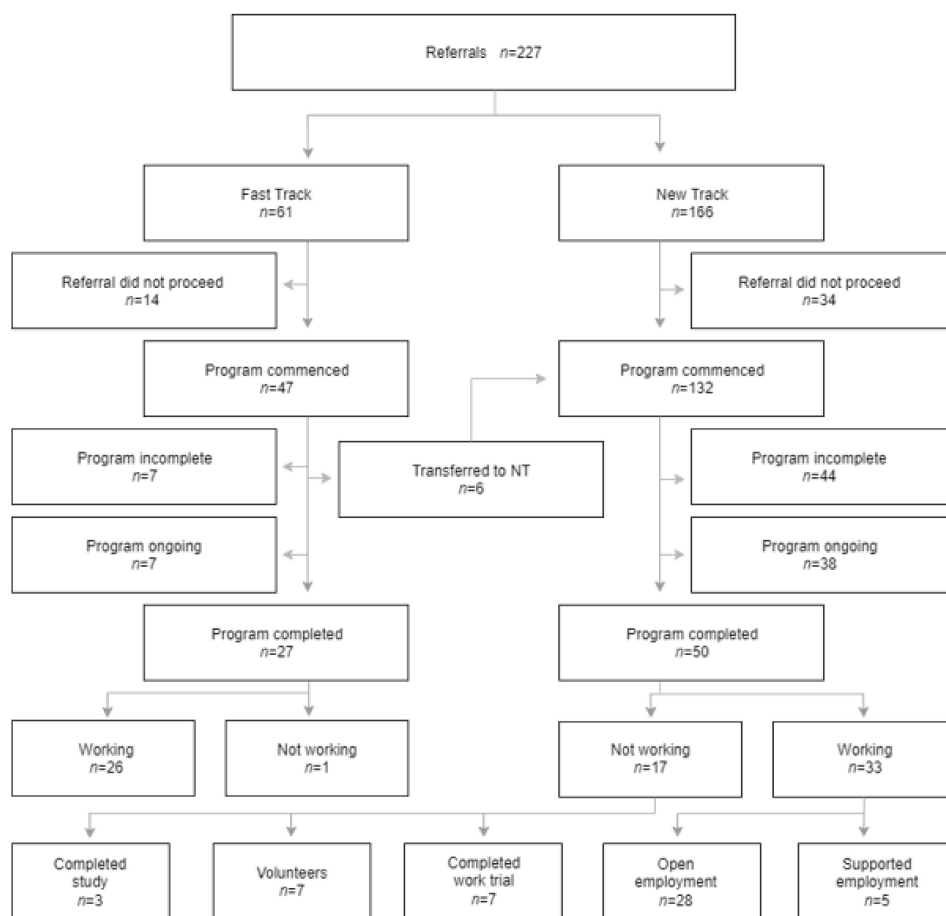 Referrals n=227
Fast Track
n=61
New Track
n=166
Referral did not proceed
n=14
Referral did not proceed
n=34
Program commenced
n=47
Program commenced
n=132
Program incomplete
n=7
Transferred to NT
n=6
Program incomplete
n=44
Program ongoing
n=7
Program ongoing
n=38
Program completed
n=27
Program completed
n=50
Working
n=26
Not working
n=1
Not working
n=17
Working
n=33
Completed
study
n=3
Volunteers
n=7
Completed
work trial
n=7
Open
employment
n=28
Supported
employment
n=5